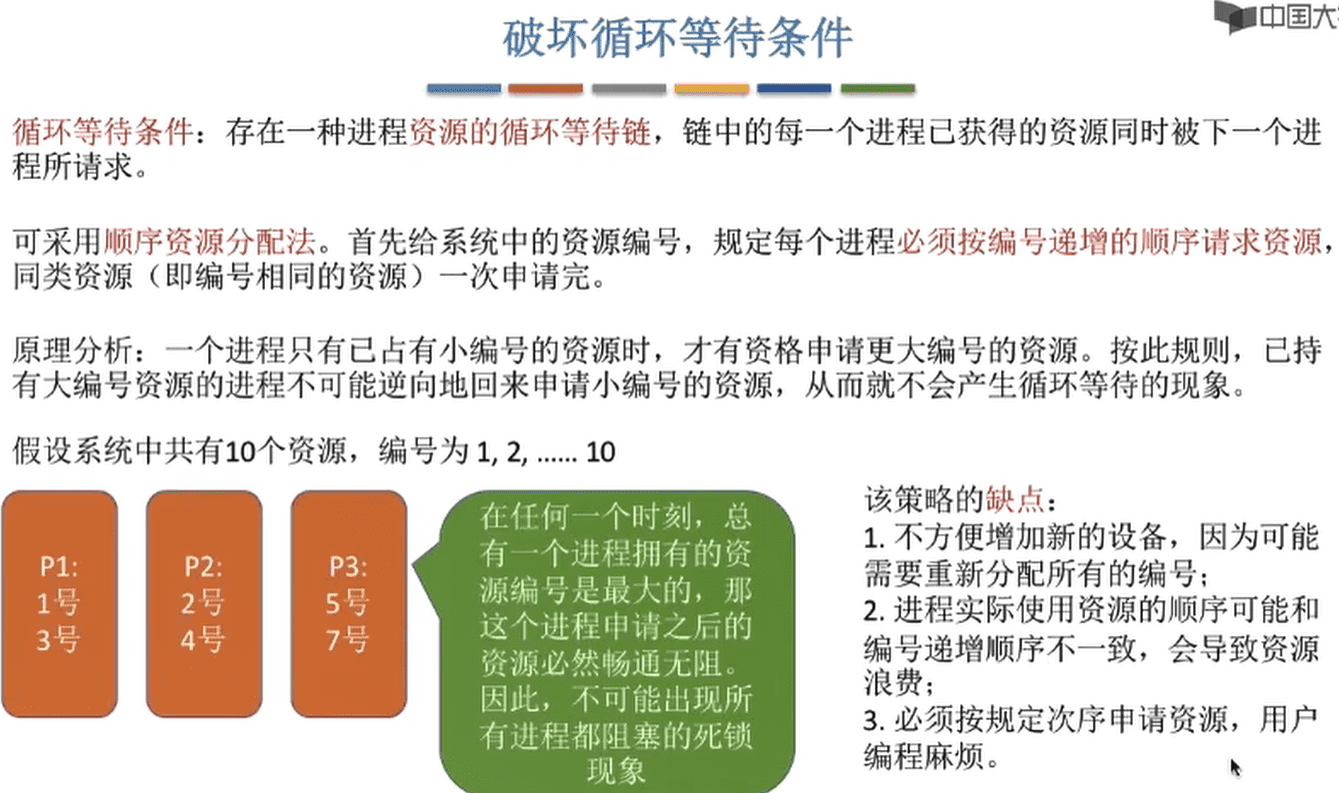 中国大
破坏循环等待条件
循环等待条件：存在一种进程资源的循环等待链，链中的每一个进程已获得的资源同时被下一个进
程所请求。
可采用顺序资源分配法。首先给系统中的资源编号，规定每个进程必须按编号递增的顺序请求资源，
同类资源（即编号相同的资源）一次申请完。
原理分析：一个进程只有已占有小编号的资源时，才有资格申请更大编号的资源。按此规则，已持
有大编号资源的进程不可能逆向地回来申请小编号的资源，从而就不会产生循环等待的现象。
假设系统中共有10个资源，编号为 1, 2, ...... 10
P1:
1号
3号
P2:
2号
4号
P3:
5号
7号
在任何一个时刻，总
有一个进程拥有的资
源编号是最大的，那
这个进程申请之后的
资源必然畅通无阻。
因此，不可能出现所
有进程都阻塞的死锁
现象
该策略的缺点：
1. 不方便增加新的设备，因为可能
需要重新分配所有的编号；
2. 进程实际使用资源的顺序可能和
编号递增顺序不一致，会导致资源
浪费；
3. 必须按规定次序申请资源，用户
编程麻烦。